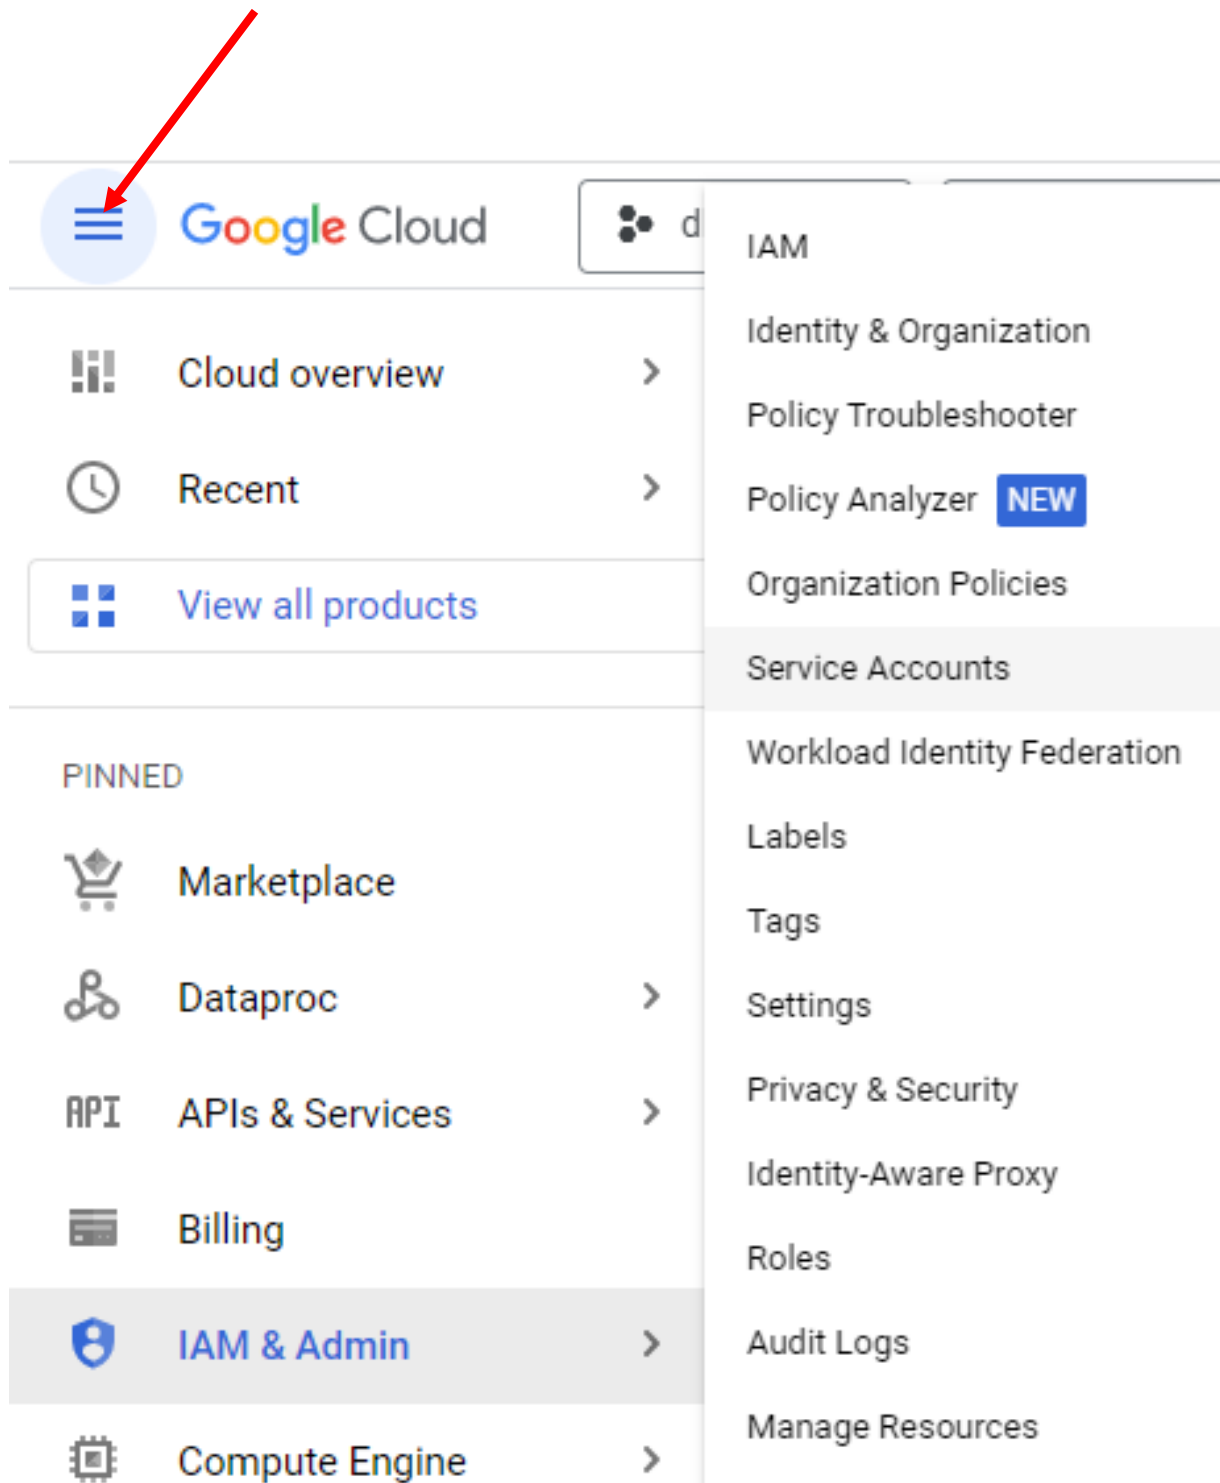 Google Cloud
d
Cloud overview
Recent
View all products
PINNED
Marketplace
Dataproc
API APIs & Services
Billing
IAM & Admin
Compute Engine
IAM
Identity & Organization
Policy Troubleshooter
Policy Analyzer NEW
Organization Policies
Service Accounts
Workload Identity Federation
Labels
Tags
Settings
Privacy & Security
Identity-Aware Proxy
Roles
Audit Logs
Manage Resources